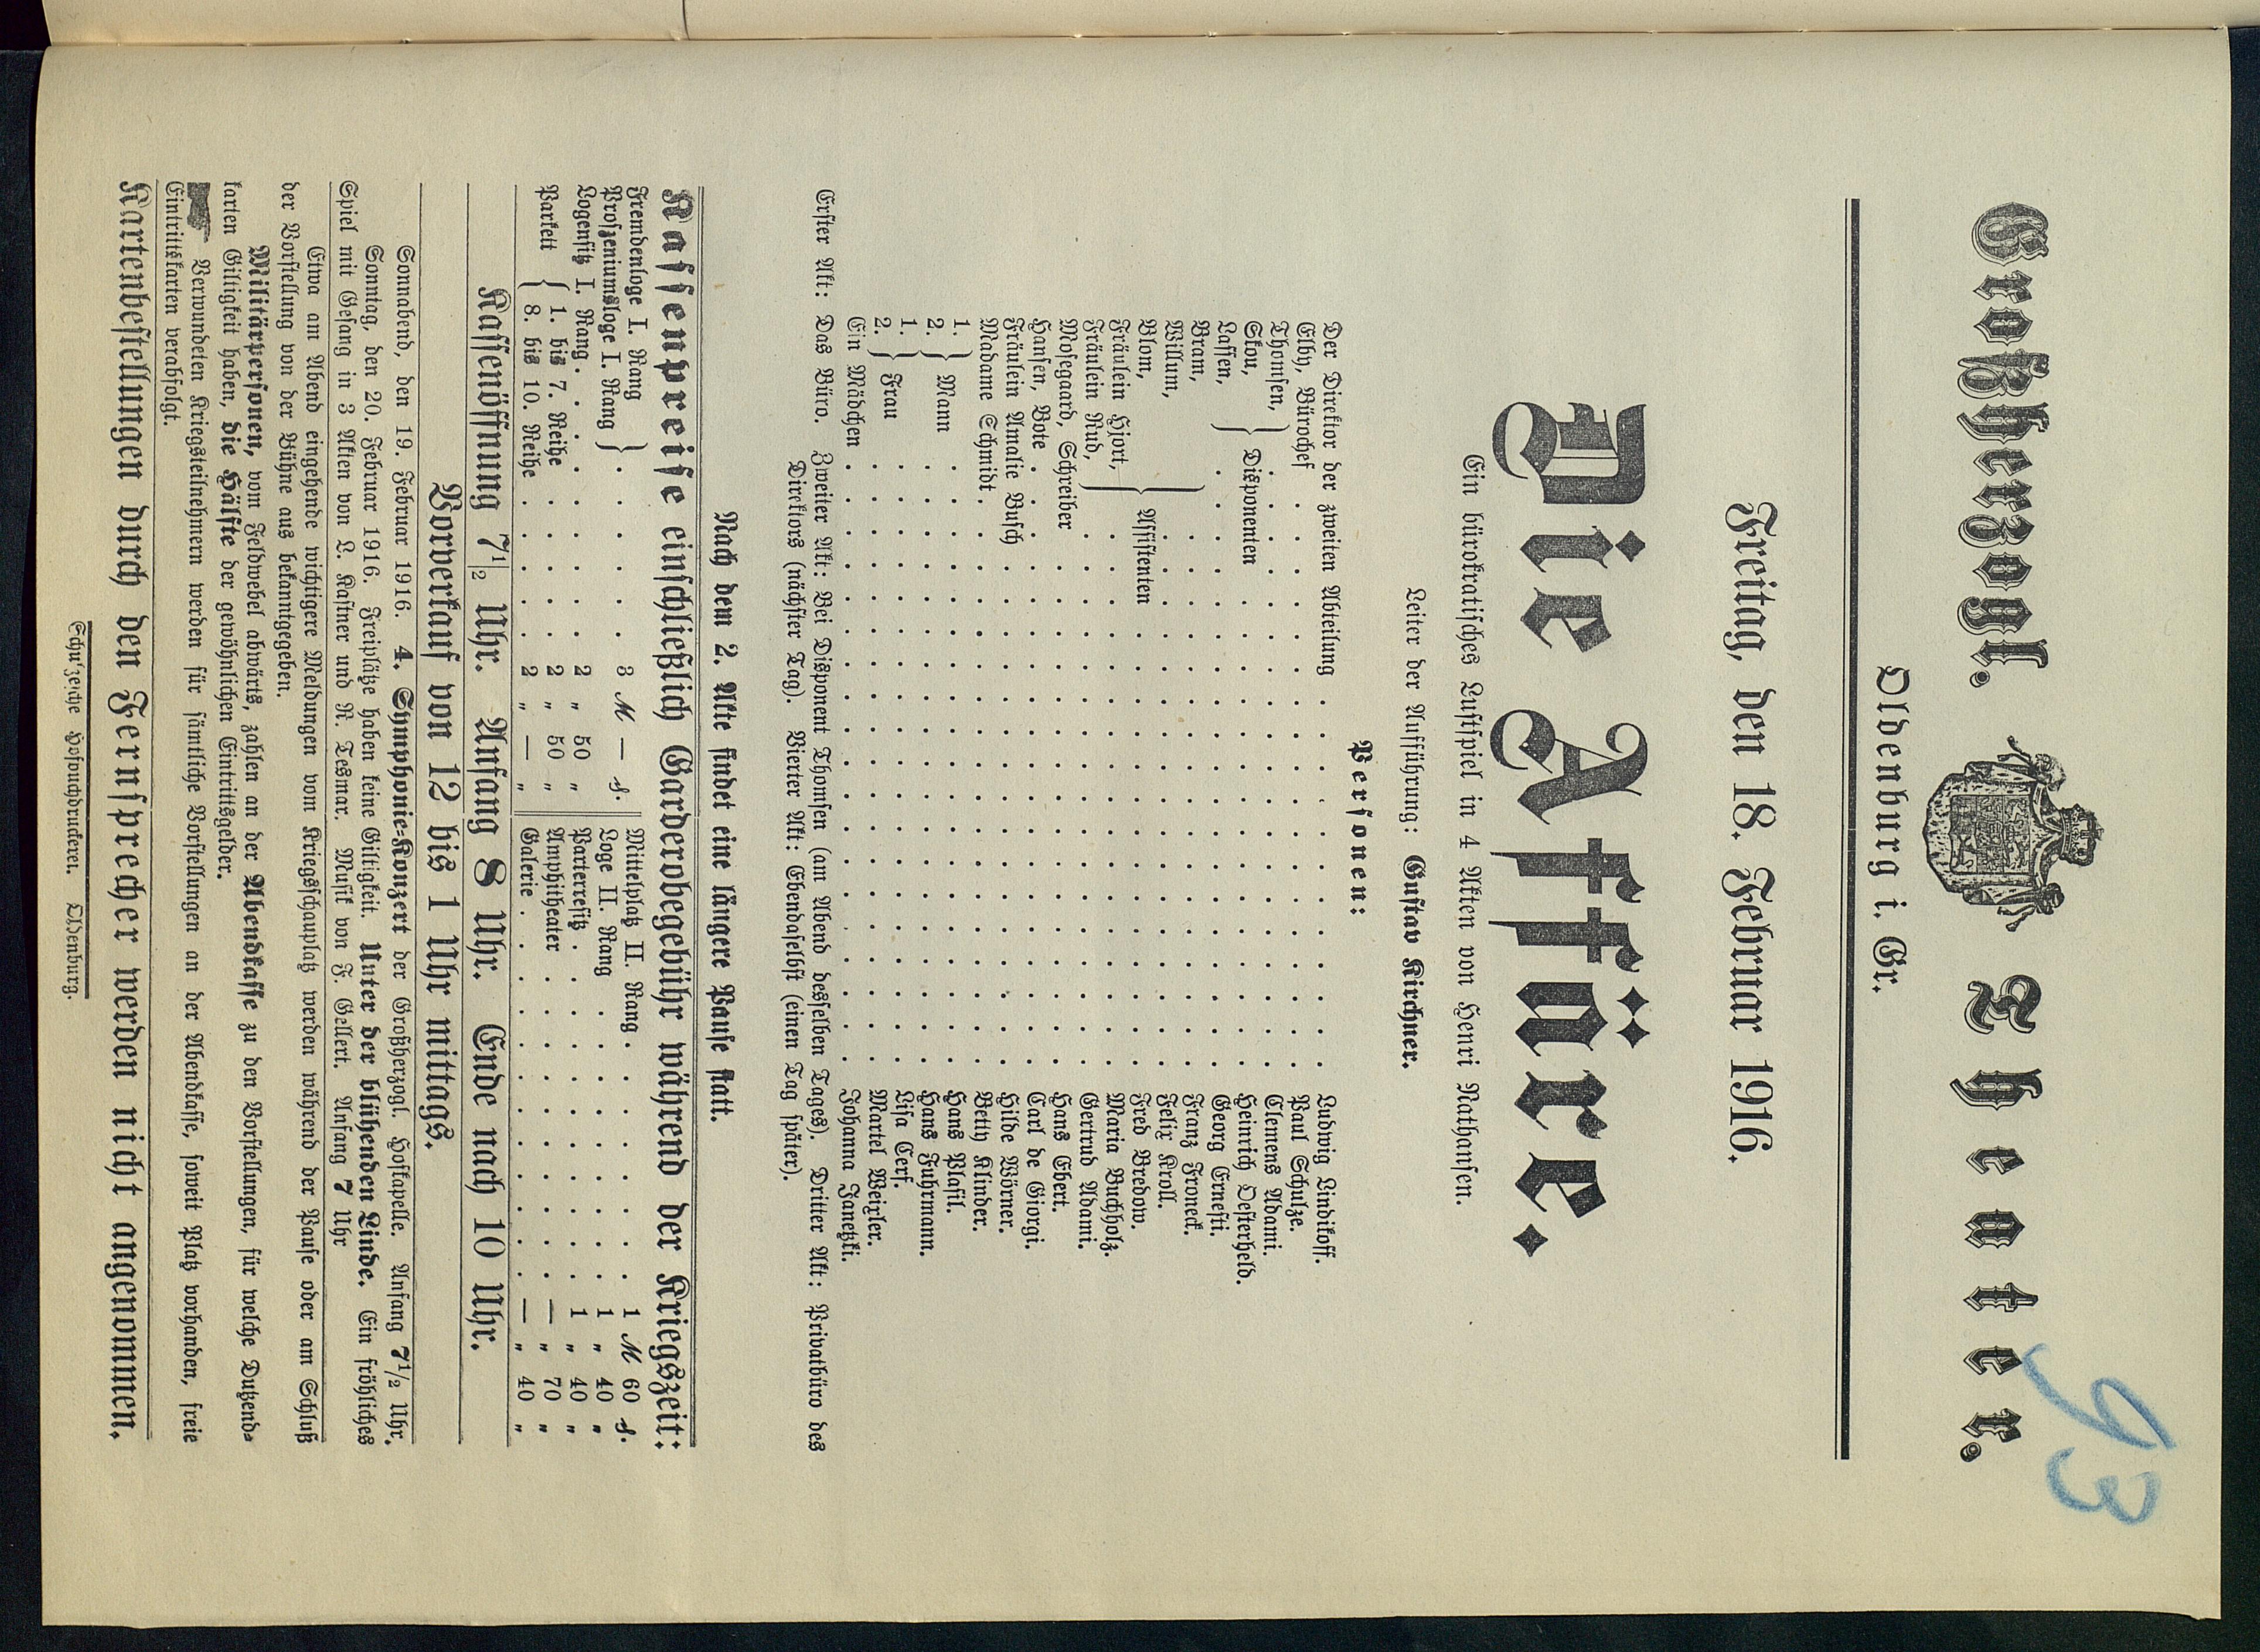 93
Großherzogl. Theater.
Oldenburg i. Gr.
Freitag, den 18. Februar 1916.
Die Affäre.
Ein bürokratisches Lustspiel in 4 Akten von Henri Nathansen.
Leiter der Aufführung: Gustav Kirchner.
Personen:
Der Direktor der zweiten Abteilung . . . Ludwig Lindikoff.
Elby, Bürochef . . . Paul Schulze.
Thomsen, } . . . Clemens Adami.
Skou, } Disponenten . . . Heinrich Oesterheld.
Lassen, } . . . Georg Ernesti.
Bram, } . . . Franz Froneck.
Willum, } . . . Felix Kroll.
Blom, } Assistenten . . . Fred Bredow.
Fräulein Hjort, } . . . Maria Buchholz.
Fräulein Rud, } . . . Gertrud Adami.
Mosegaard, Schreiber . . . Hans Ebert.
Hansen, Bote . . . Carl de Giorgi.
Fräulein Amalie Busch . . . Hilde Wörner.
Madame Schmidt . . . Betty Klinder.
1. } Mann . . . Hans Plasil.
2. } . . . Hans Fuhrmann.
1. } Frau . . . Lisa Cerf.
2. } . . . Martel Weixler.
Ein Mädchen . . . Johanna Janetzki.
Erster Akt: Das Büro. Zweiter Akt: Bei Disponent Thomsen (am Abend desselben Tages). Dritter Akt: Privatbüro des
Direktors (nächster Tag). Vierter Akt: Ebendaselbst (einen Tag später).
Nach dem 2. Akte findet eine längere Pause statt.
Kassenpreise einschließlich Garderobegebühr während der Kriegszeit:
Fremdenloge I. Rang } . . . 3 M — ₰.
Proszeniumsloge I. Rang }
Logensitz I. Rang . . . 2 „ 50 „
Parkett { 1. bis 7. Reihe . . . 2 „ 50 „
{ 8. bis 10. Reihe . . . 2 „ — „
Mittelplatz II. Rang . . . 1 M 60 ₰.
Loge II. Rang . . . 1 „ 40 „
Parterresitz . . . 1 „ 40 „
Amphitheater . . . — „ 70 „
Galerie . . . — „ 40 „
Kassenöffnung 7½ Uhr. Anfang 8 Uhr. Ende nach 10 Uhr.
Vorverkauf von 12 bis 1 Uhr mittags.
Sonnabend, den 19. Februar 1916. 4. Symphonie-Konzert der Großherzogl. Hofkapelle. Anfang 7½ Uhr.
Sonntag, den 20. Februar 1916. Freiplätze haben keine Giltigkeit. Unter der blühenden Linde. Ein fröhliches
Spiel mit Gesang in 3 Akten von L. Kastner und R. Tesmar. Musik von F. Gellert. Anfang 7 Uhr
Etwa am Abend eingehende wichtigere Meldungen vom Kriegsschauplatz werden während der Pause oder am Schluß
der Vorstellung von der Bühne aus bekanntgegeben.
Militärpersonen, vom Feldwebel abwärts, zahlen an der Abendkasse zu den Vorstellungen, für welche Dutzend-
karten Giltigkeit haben, die Hälfte der gewöhnlichen Eintrittsgelder.
Verwundeten Kriegsteilnehmern werden für sämtliche Vorstellungen an der Abendkasse, soweit Platz vorhanden, freie
Eintrittskarten verabfolgt.
Kartenbestellungen durch den Fernsprecher werden nicht angenommen.
Schulzesche Hofbuchdruckerei. Oldenburg.